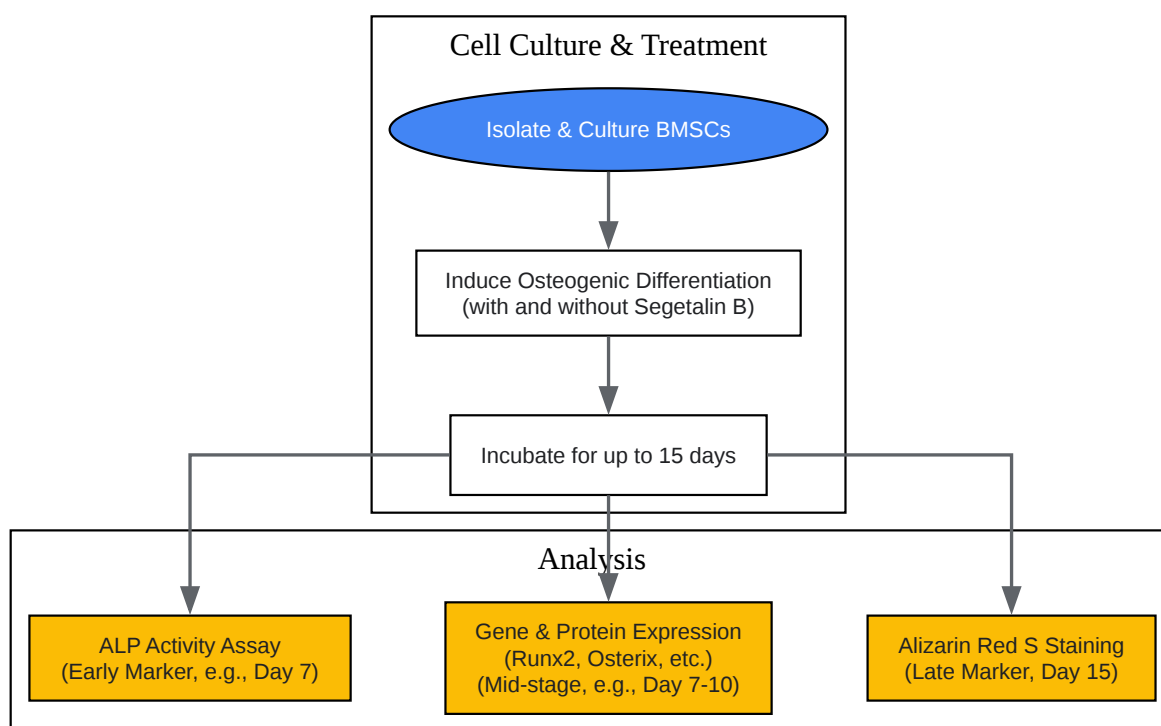 Cell Culture & Treatment
Isolate & Culture BMSCs
Induce Osteogenic Differentiation
(with and without Segetalin B)
Incubate for up to 15 days
Analysis
ALP Activity Assay
(Early Marker, e.g., Day 7)
Gene & Protein Expression
(Runx2, Osterix, etc.)
(Mid-stage, e.g., Day 7-10)
Alizarin Red S Staining
(Late Marker, Day 15)